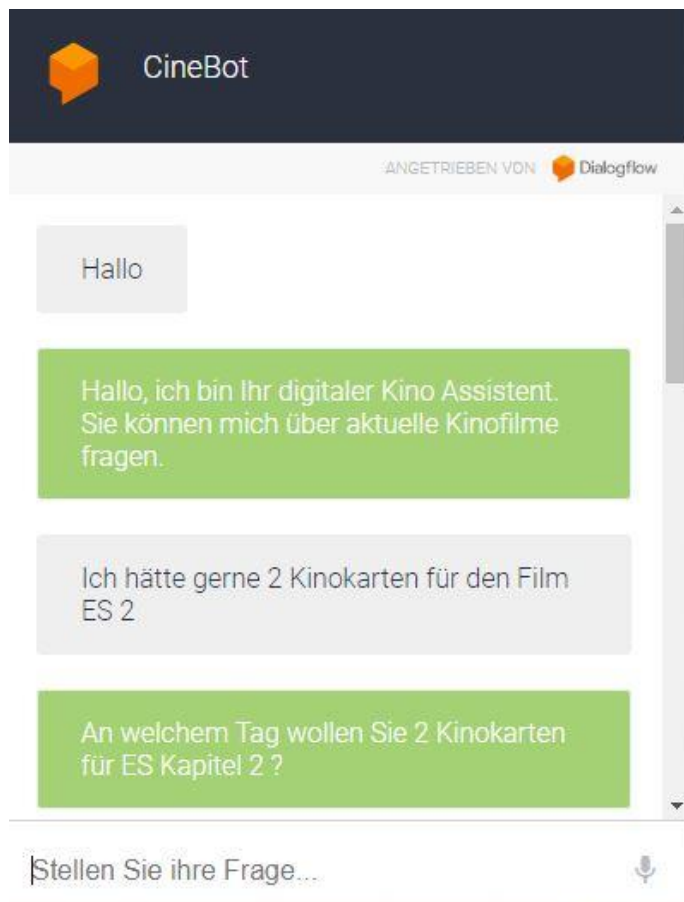 CineBot
ANGETRIEBEN VON Dialogflow
Hallo
Hallo, ich bin Ihr digitaler Kino Assistent.
Sie können mich über aktuelle Kinofilme
fragen.
Ich hätte gerne 2 Kinokarten für den Film
ES 2
An welchem Tag wollen Sie 2 Kinokarten
für ES Kapitel 2 ?
Stellen Sie ihre Frage...